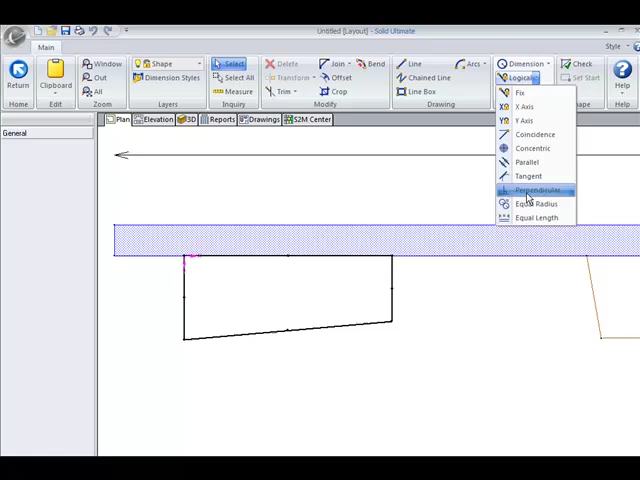 Untitled [Layout] - Solid Ultimate
Main
Style
Return
Clipboard
Window
Zoom
All
Shape
Dimension Styles
Select
Select All
Measure
Delete
Transform
Trim
Join
Offset
Crop
Bend
Line
Chained Line
Line Box
Arcs
Dimension
Logical
Check
Set Start
Help
Home
Edit
Zoom
Layers
Inquiry
Modify
Drawing
Help
Plan
Elevation
3D
Reports
Drawings
S2M Center
General
Fix
X Axis
Y Axis
Coincidence
Concentric
Parallel
Tangent
Perpendicular
Equal Radius
Equal Length